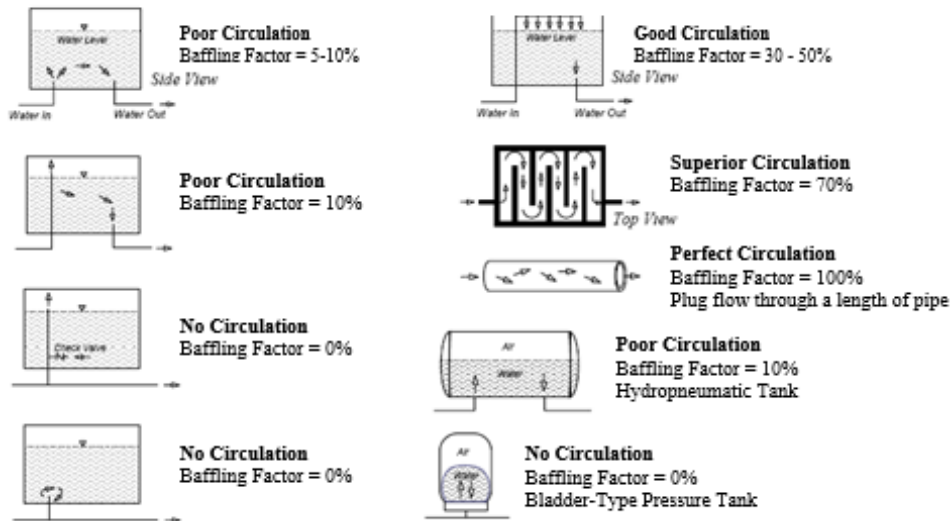 Poor Circulation
Baffling Factor = 5-10%
Water Level
Side View
Water In
Water Out
Poor Circulation
Baffling Factor = 10%
No Circulation
Baffling Factor = 0%
Check Valve
No Circulation
Baffling Factor = 0%
Good Circulation
Baffling Factor = 30 - 50%
Water Level
Side View
Water In
Water Out
Superior Circulation
Baffling Factor = 70%
Top View
Perfect Circulation
Baffling Factor = 100%
Plug flow through a length of pipe
Air
Water
Poor Circulation
Baffling Factor = 10%
Hydropneumatic Tank
Air
Water
No Circulation
Baffling Factor = 0%
Bladder-Type Pressure Tank